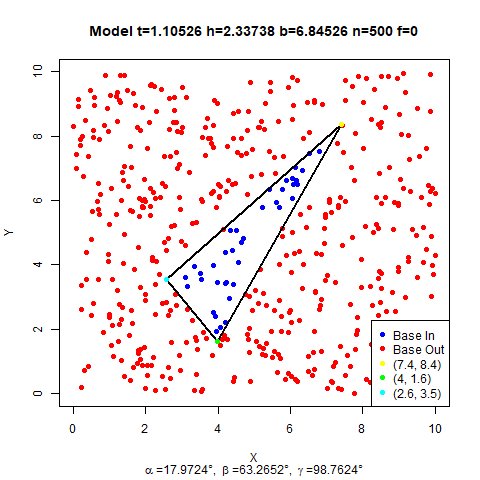 Model t=1.10526 h=2.33738 b=6.84526 n=500 f=0
10
8
6
4
2
0
Y
Base In
Base Out
(7.4, 8.4)
(4, 1.6)
(2.6, 3.5)
0 2 4 6 8 10
X
α=17.9724°, β=63.2652°, γ=98.7624°